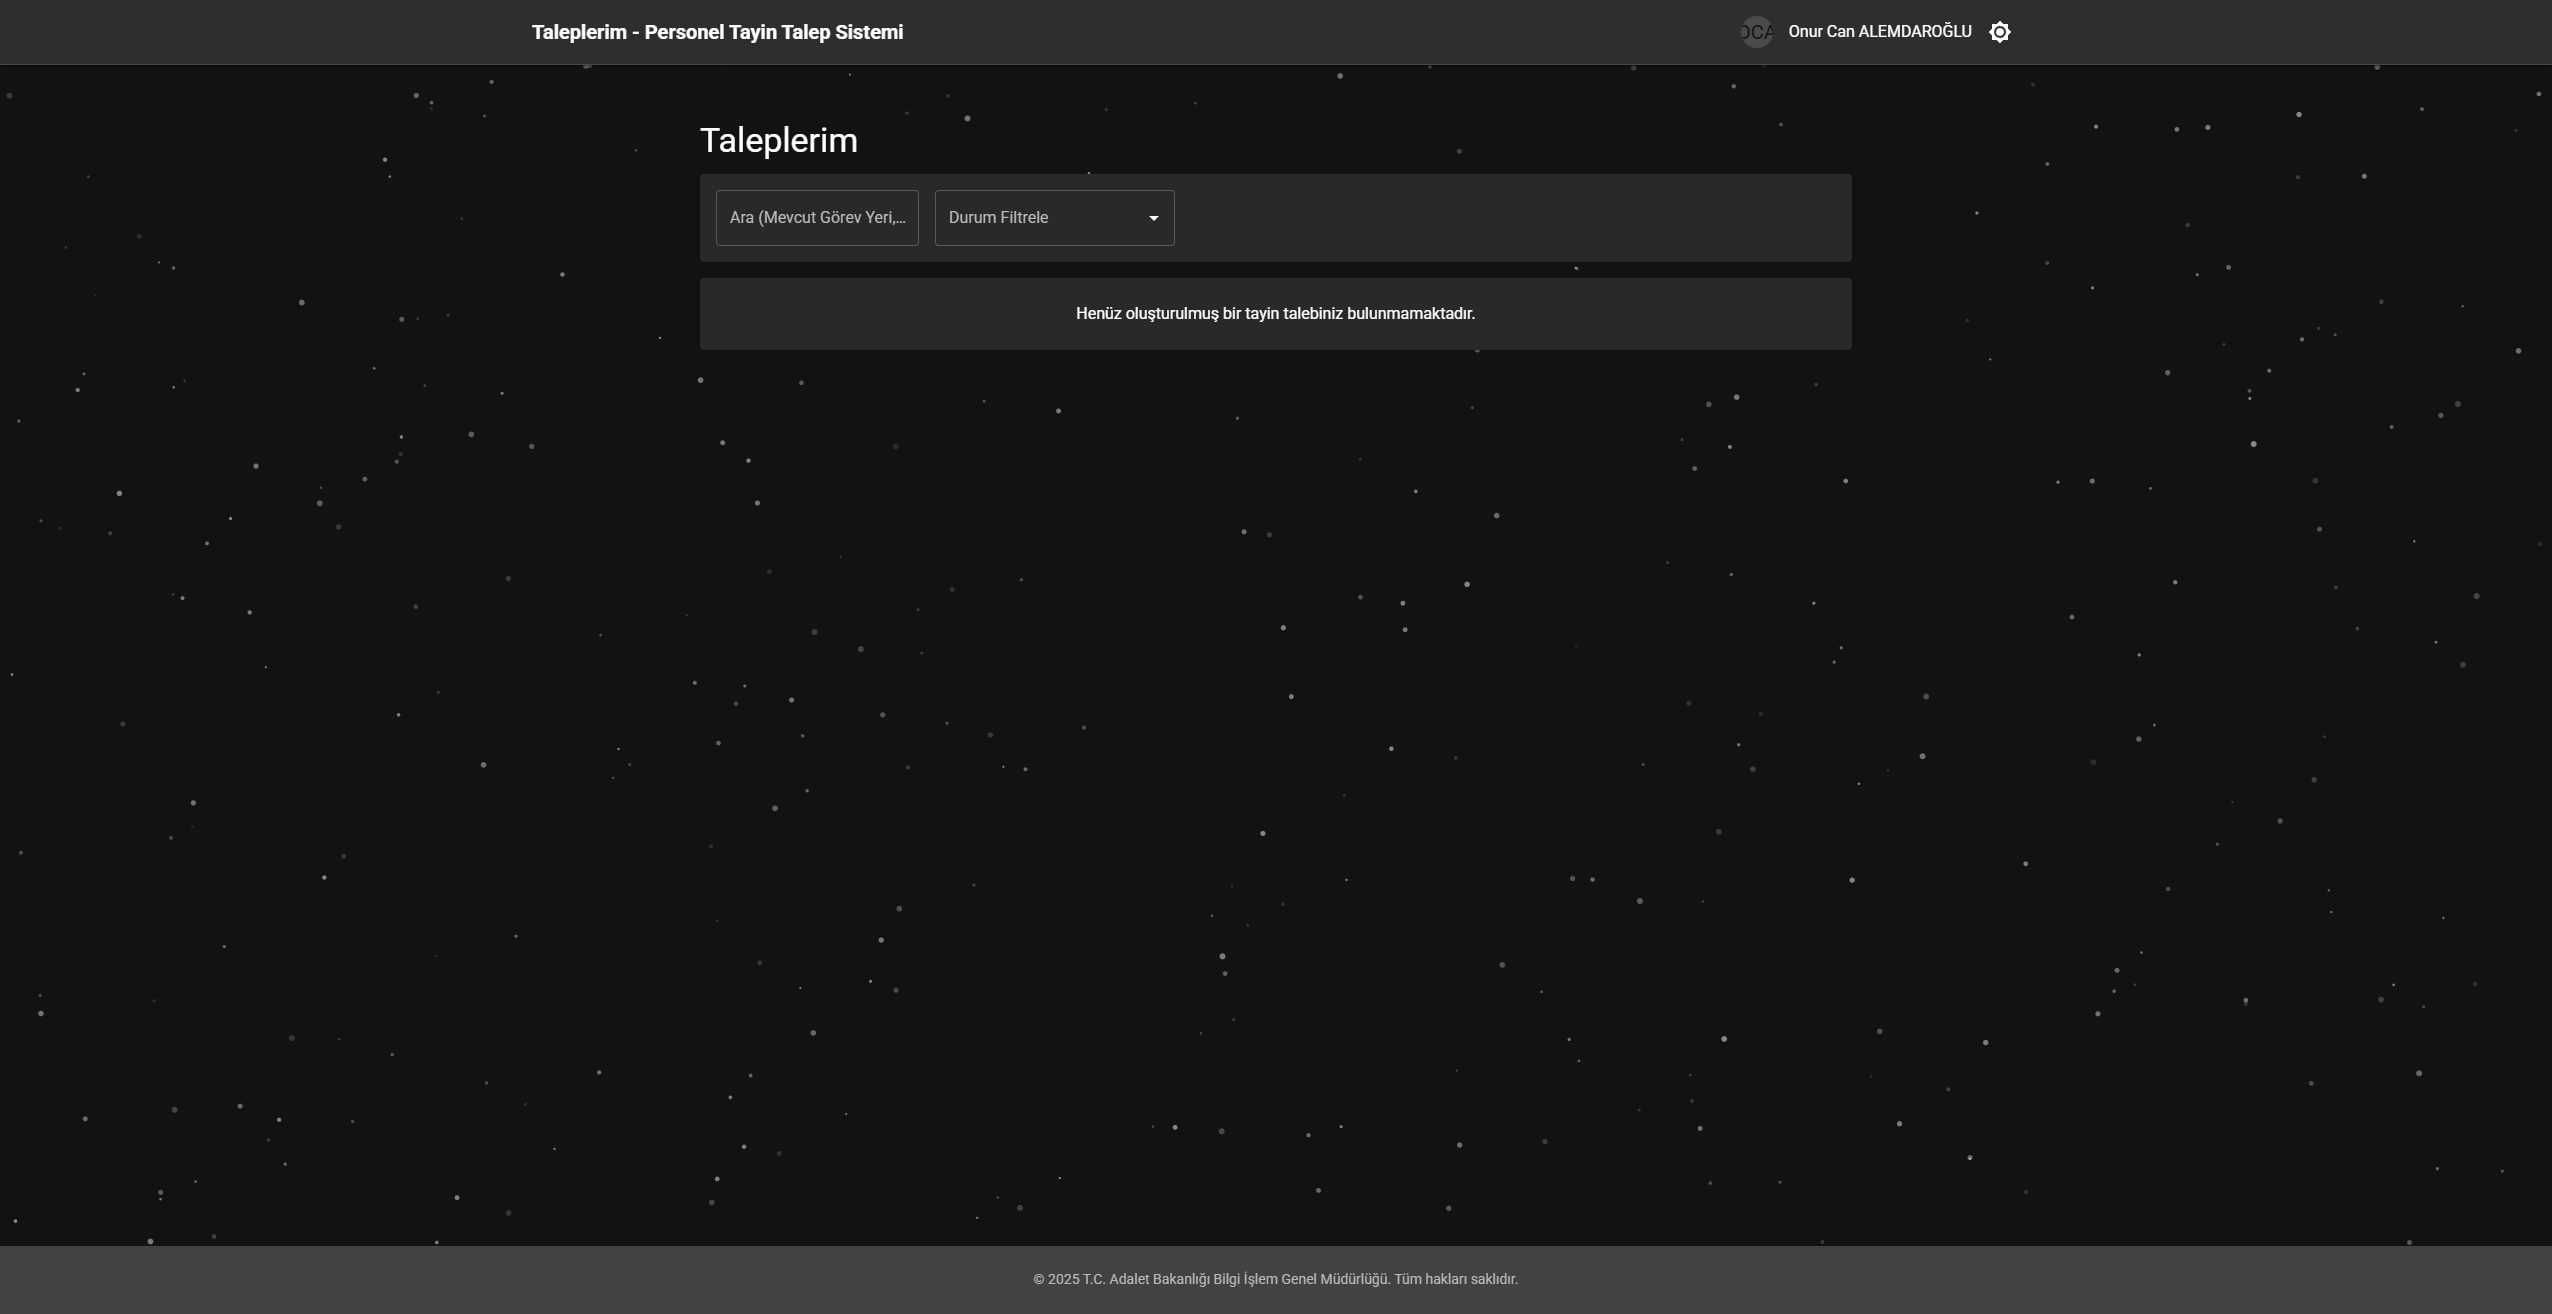 Taleplerim - Personel Tayin Talep Sistemi
OCA
Onur Can ALEMDAROĞLU
Taleplerim
Ara (Mevcut Görev Yeri,...
Durum Filtrele
Henüz oluşturulmuş bir tayin talebiniz bulunmamaktadır.
© 2025 T.C. Adalet Bakanlığı Bilgi İşlem Genel Müdürlüğü. Tüm hakları saklıdır.